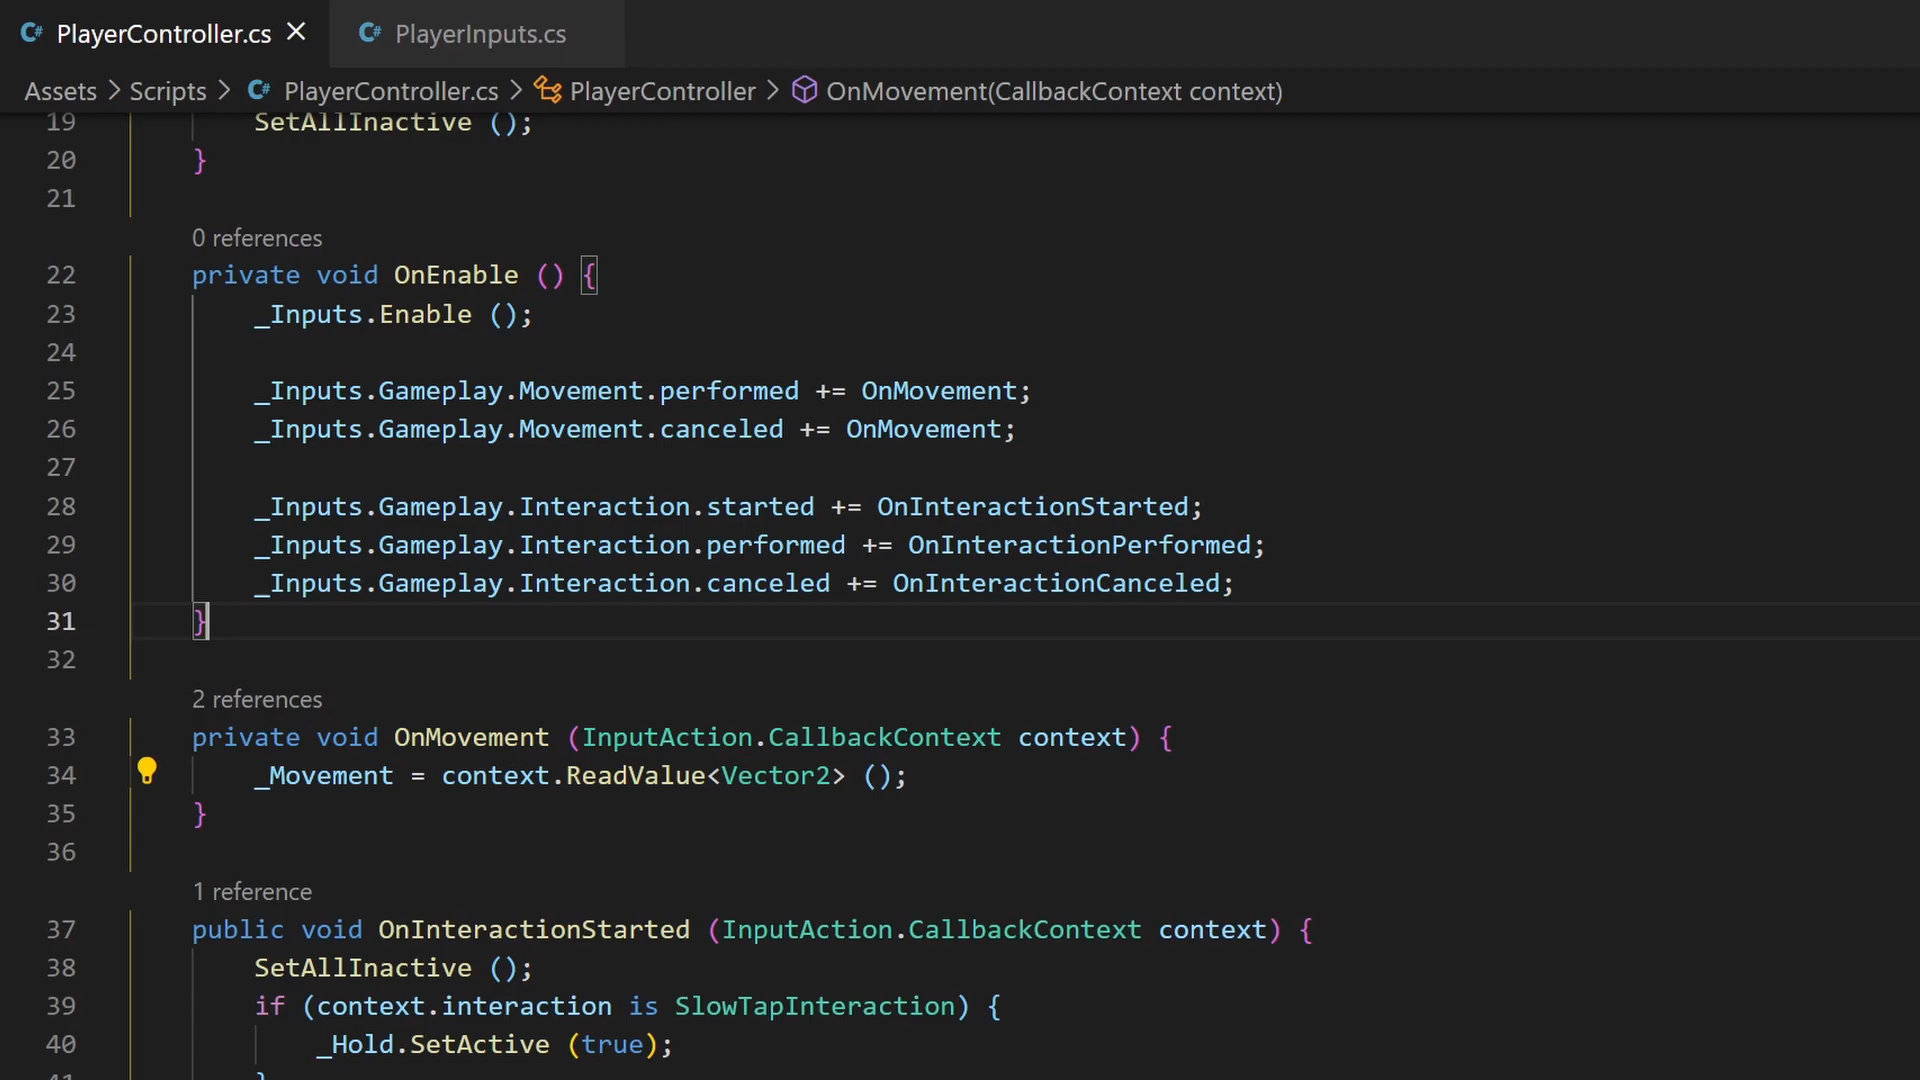 C# PlayerController.cs × C# PlayerInputs.cs
Assets > Scripts > C# PlayerController.cs > PlayerController > OnMovement(CallbackContext context)
19 SetAllInactive ();
20 }
21
0 references
22 private void OnEnable () {
23 _Inputs.Enable ();
24
25 _Inputs.Gameplay.Movement.performed += OnMovement;
26 _Inputs.Gameplay.Movement.canceled += OnMovement;
27
28 _Inputs.Gameplay.Interaction.started += OnInteractionStarted;
29 _Inputs.Gameplay.Interaction.performed += OnInteractionPerformed;
30 _Inputs.Gameplay.Interaction.canceled += OnInteractionCanceled;
31 }
32
2 references
33 private void OnMovement (InputAction.CallbackContext context) {
34 _Movement = context.ReadValue<Vector2> ();
35 }
36
1 reference
37 public void OnInteractionStarted (InputAction.CallbackContext context) {
38 SetAllInactive ();
39 if (context.interaction is SlowTapInteraction) {
40 _Hold.SetActive (true);
41 }